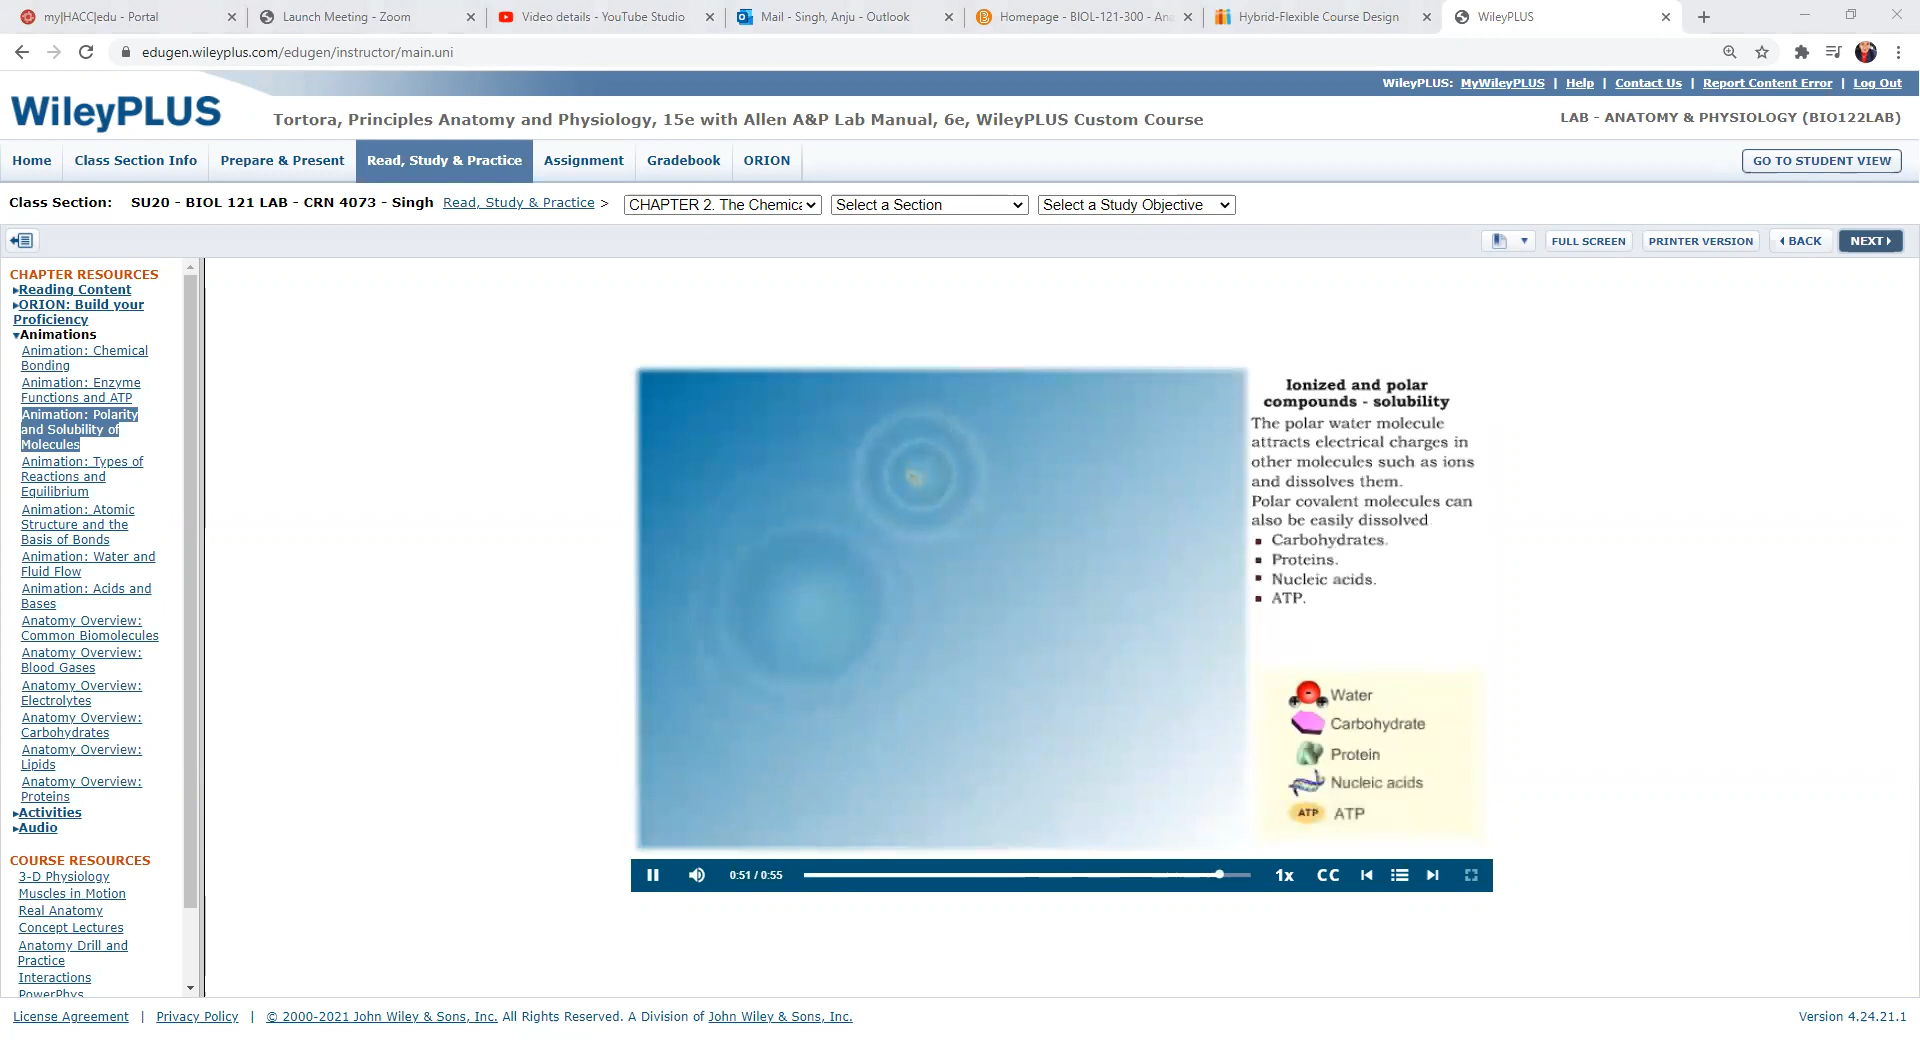 my|HACC|edu - Portal
Launch Meeting - Zoom
Video details - YouTube Studio
Mail - Singh, Anju - Outlook
Homepage - BIOL-121-300 - An
Hybrid-Flexible Course Design
WileyPLUS
edugen.wileyplus.com/edugen/instructor/main.uni
WileyPLUS: MyWileyPLUS | Help | Contact Us | Report Content Error | Log Out
WileyPLUS
Tortora, Principles Anatomy and Physiology, 15e with Allen A&P Lab Manual, 6e, WileyPLUS Custom Course
LAB - ANATOMY & PHYSIOLOGY (BIO122LAB)
Home
Class Section Info
Prepare & Present
Read, Study & Practice
Assignment
Gradebook
ORION
GO TO STUDENT VIEW
Class Section: SU20 - BIOL 121 LAB - CRN 4073 - Singh Read, Study & Practice >
CHAPTER 2. The Chemica
Select a Section
Select a Study Objective
FULL SCREEN
PRINTER VERSION
BACK
NEXT
CHAPTER RESOURCES
Reading Content
ORION: Build your
Proficiency
Animations
Animation: Chemical
Bonding
Animation: Enzyme
Functions and ATP
Animation: Polarity
and Solubility of
Molecules
Animation: Types of
Reactions and
Equilibrium
Animation: Atomic
Structure and the
Basis of Bonds
Animation: Water and
Fluid Flow
Animation: Acids and
Bases
Anatomy Overview:
Common Biomolecules
Anatomy Overview:
Blood Gases
Anatomy Overview:
Electrolytes
Anatomy Overview:
Carbohydrates
Anatomy Overview:
Lipids
Anatomy Overview:
Proteins
Activities
Audio
COURSE RESOURCES
3-D Physiology
Muscles in Motion
Real Anatomy
Concept Lectures
Anatomy Drill and
Practice
Interactions
PowerPhys
Ionized and polar
compounds - solubility
The polar water molecule
attracts electrical charges in
other molecules such as ions
and dissolves them.
Polar covalent molecules can
also be easily dissolved
Carbohydrates.
Proteins.
Nucleic acids.
ATP.
Water
Carbohydrate
Protein
Nucleic acids
ATP ATP
0:51 / 0:55
1x
CC
License Agreement | Privacy Policy | © 2000-2021 John Wiley & Sons, Inc. All Rights Reserved. A Division of John Wiley & Sons, Inc.
Version 4.24.21.1